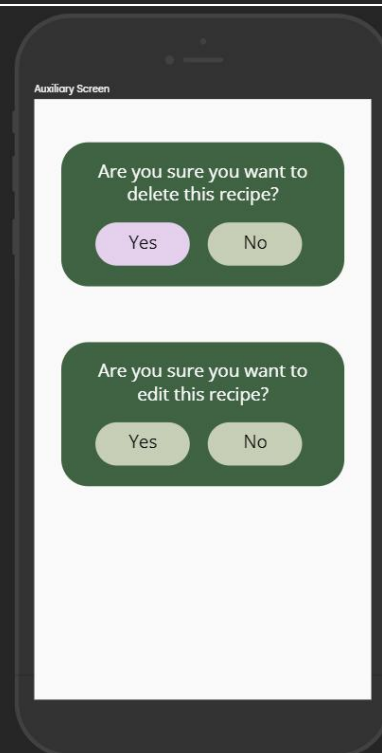 Auxiliary Screen
Are you sure you want to
delete this recipe?
Yes No
Are you sure you want to
edit this recipe?
Yes No